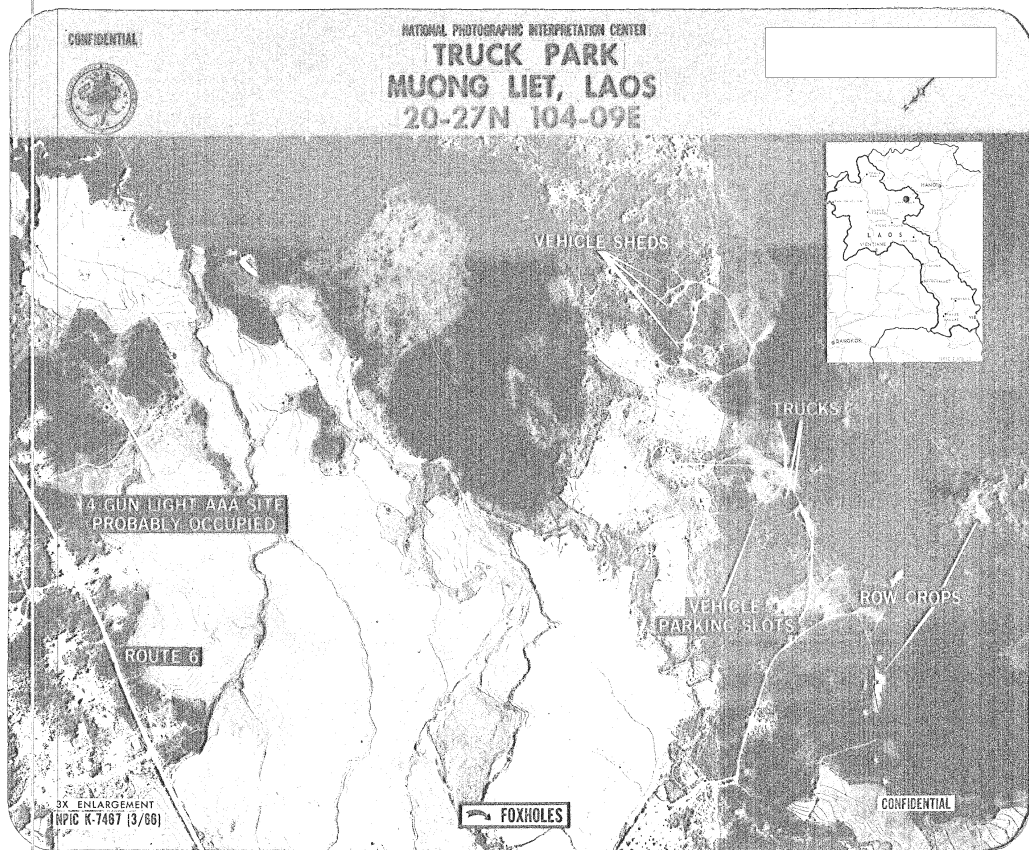 CONFIDENTIAL
NATIONAL PHOTOGRAPHIC INTERPRETATION CENTER
TRUCK PARK
MUONG LIET, LAOS
20-27N 104-09E
HANOI
LAOS
VIENTIANE
BANGKOK
VEHICLE SHEDS
TRUCKS
4 GUN LIGHT AAA SITE
PROBABLY OCCUPIED
VEHICLE
PARKING SLOTS
ROW CROPS
ROUTE 6
3X ENLARGEMENT
NPIC K-7467 (3/66)
FOXHOLES
CONFIDENTIAL